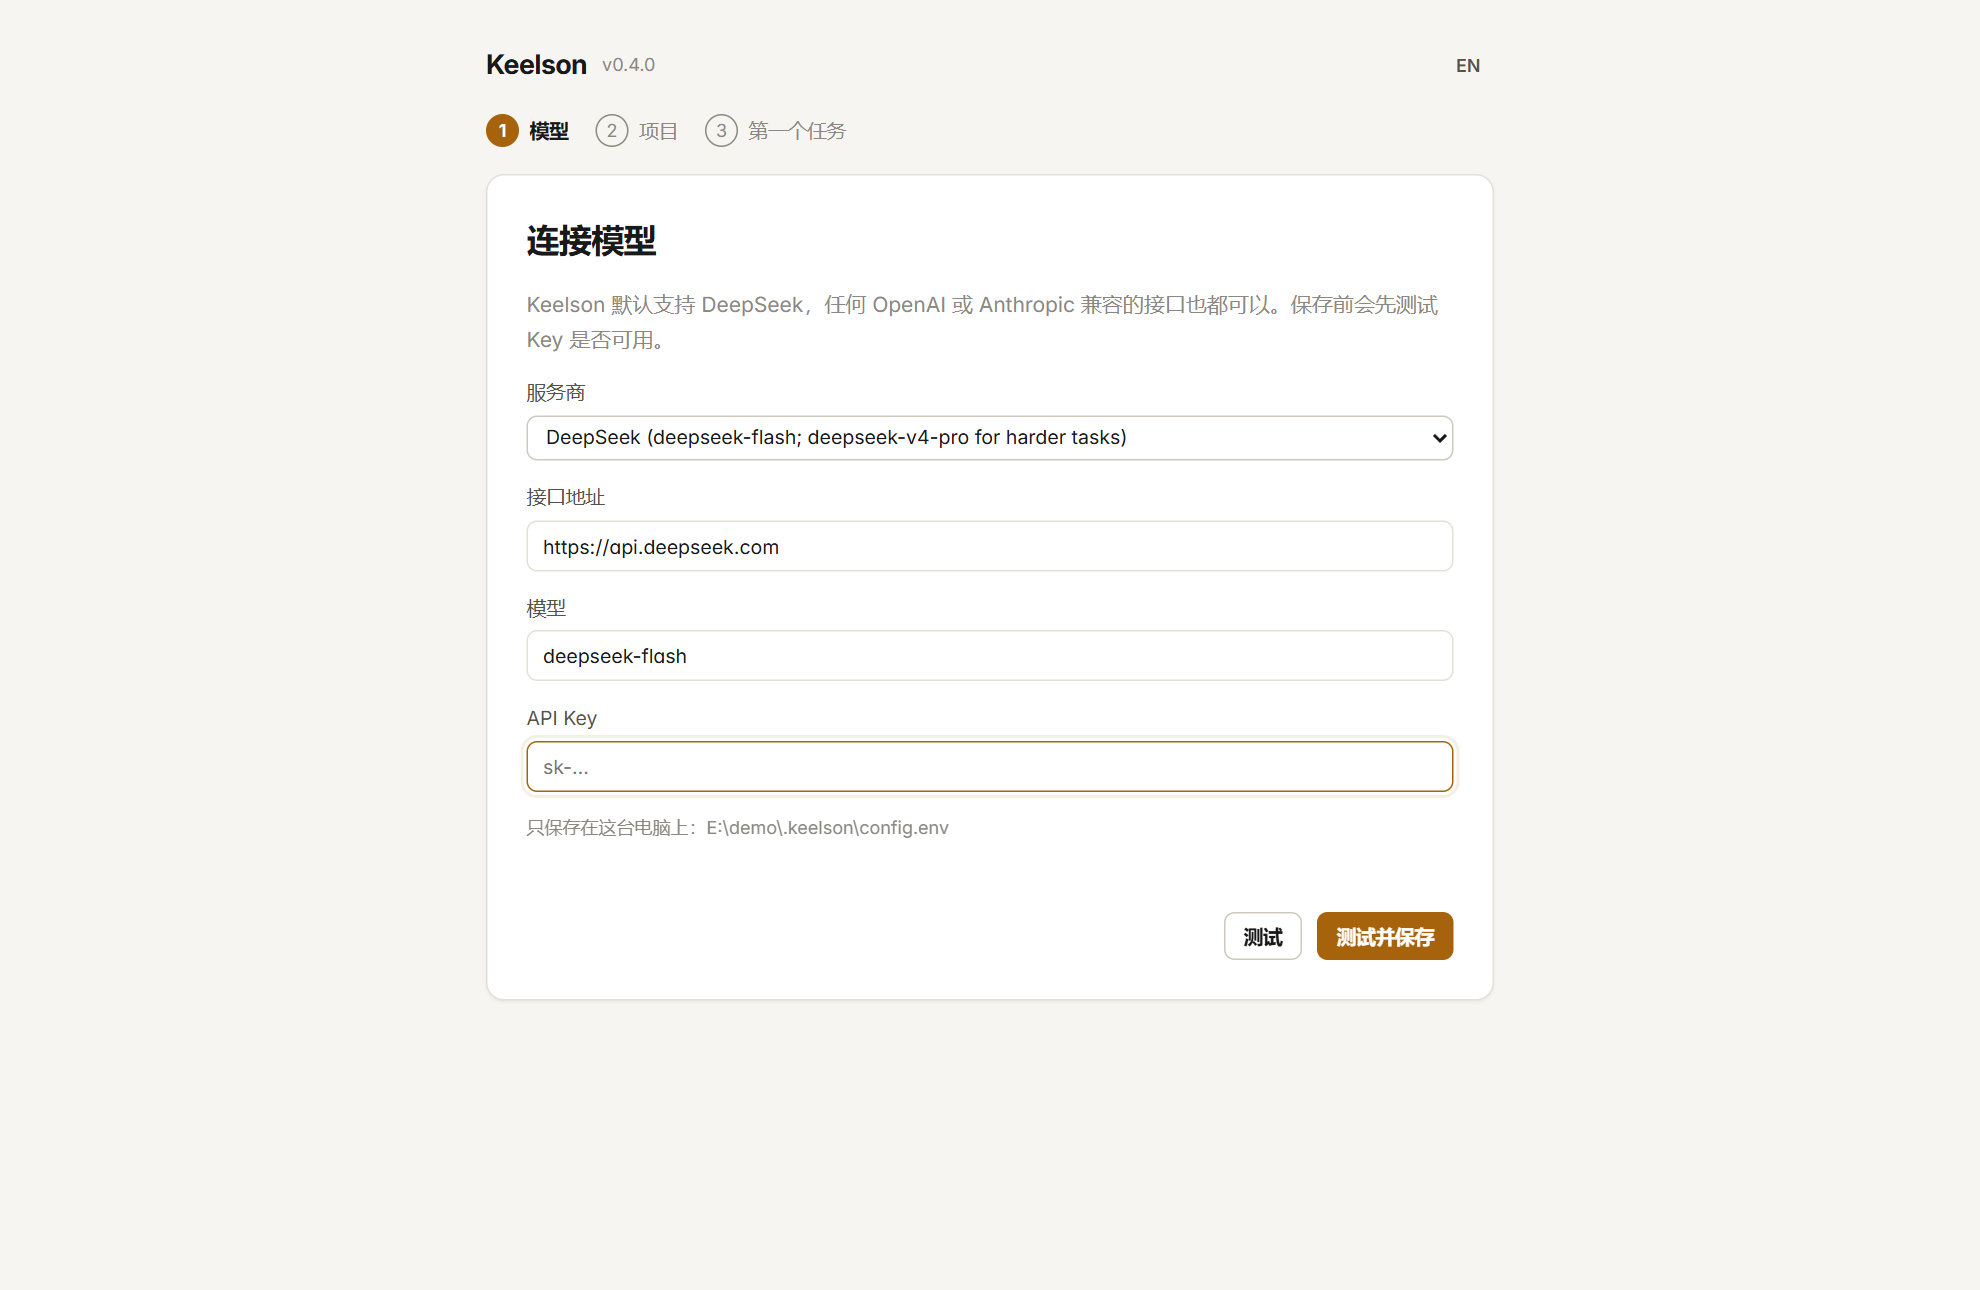 Keelson v0.4.0 EN
1 模型 2 项目 3 第一个任务
连接模型
Keelson 默认支持 DeepSeek，任何 OpenAI 或 Anthropic 兼容的接口也都可以。保存前会先测试
Key 是否可用。
服务商
DeepSeek (deepseek-flash; deepseek-v4-pro for harder tasks)
接口地址
https://api.deepseek.com
模型
deepseek-flash
API Key
sk-...
只保存在这台电脑上：E:\demo\.keelson\config.env
测试 测试并保存